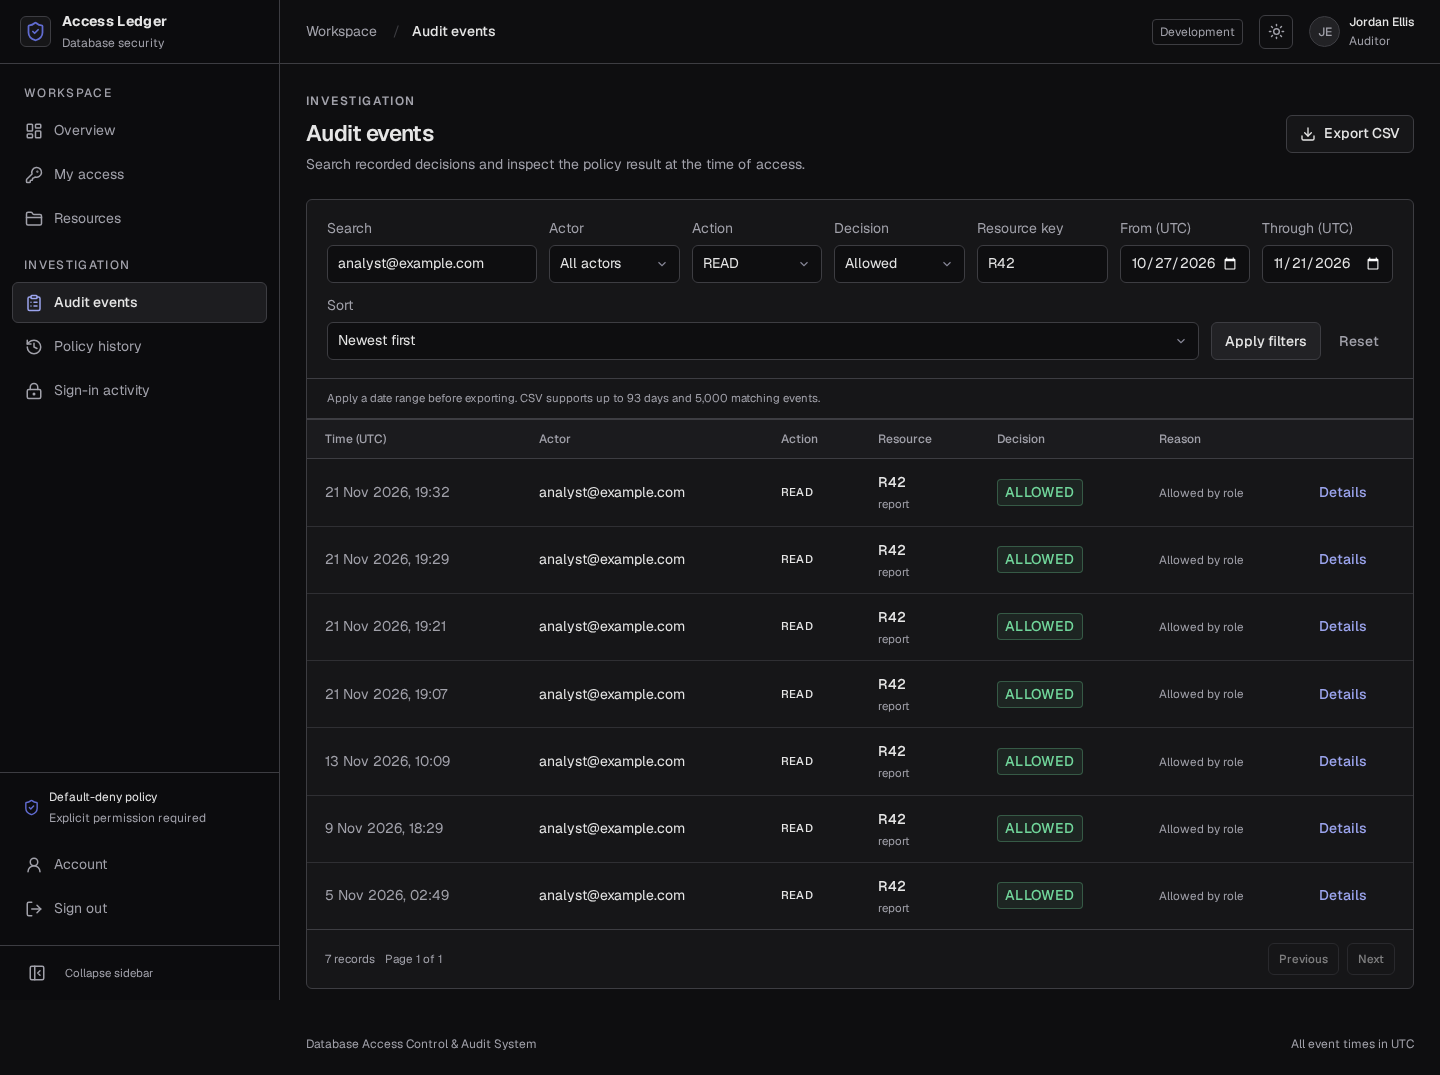 Access Ledger
Database security
Workspace / Audit events
Development
JE
Jordan Ellis
Auditor
WORKSPACE
Overview
My access
Resources
INVESTIGATION
Audit events
Policy history
Sign-in activity
Default-deny policy
Explicit permission required
Account
Sign out
Collapse sidebar
INVESTIGATION
Audit events
Search recorded decisions and inspect the policy result at the time of access.
Export CSV
Search Actor Action Decision Resource key From (UTC) Through (UTC)
analyst@example.com All actors READ Allowed R42 10/27/2026 11/21/2026
Sort
Newest first Apply filters Reset
Apply a date range before exporting. CSV supports up to 93 days and 5,000 matching events.
Time (UTC) Actor Action Resource Decision Reason
21 Nov 2026, 19:32 analyst@example.com READ R42 report ALLOWED Allowed by role Details
21 Nov 2026, 19:29 analyst@example.com READ R42 report ALLOWED Allowed by role Details
21 Nov 2026, 19:21 analyst@example.com READ R42 report ALLOWED Allowed by role Details
21 Nov 2026, 19:07 analyst@example.com READ R42 report ALLOWED Allowed by role Details
13 Nov 2026, 10:09 analyst@example.com READ R42 report ALLOWED Allowed by role Details
9 Nov 2026, 18:29 analyst@example.com READ R42 report ALLOWED Allowed by role Details
5 Nov 2026, 02:49 analyst@example.com READ R42 report ALLOWED Allowed by role Details
7 records Page 1 of 1 Previous Next
Database Access Control & Audit System
All event times in UTC